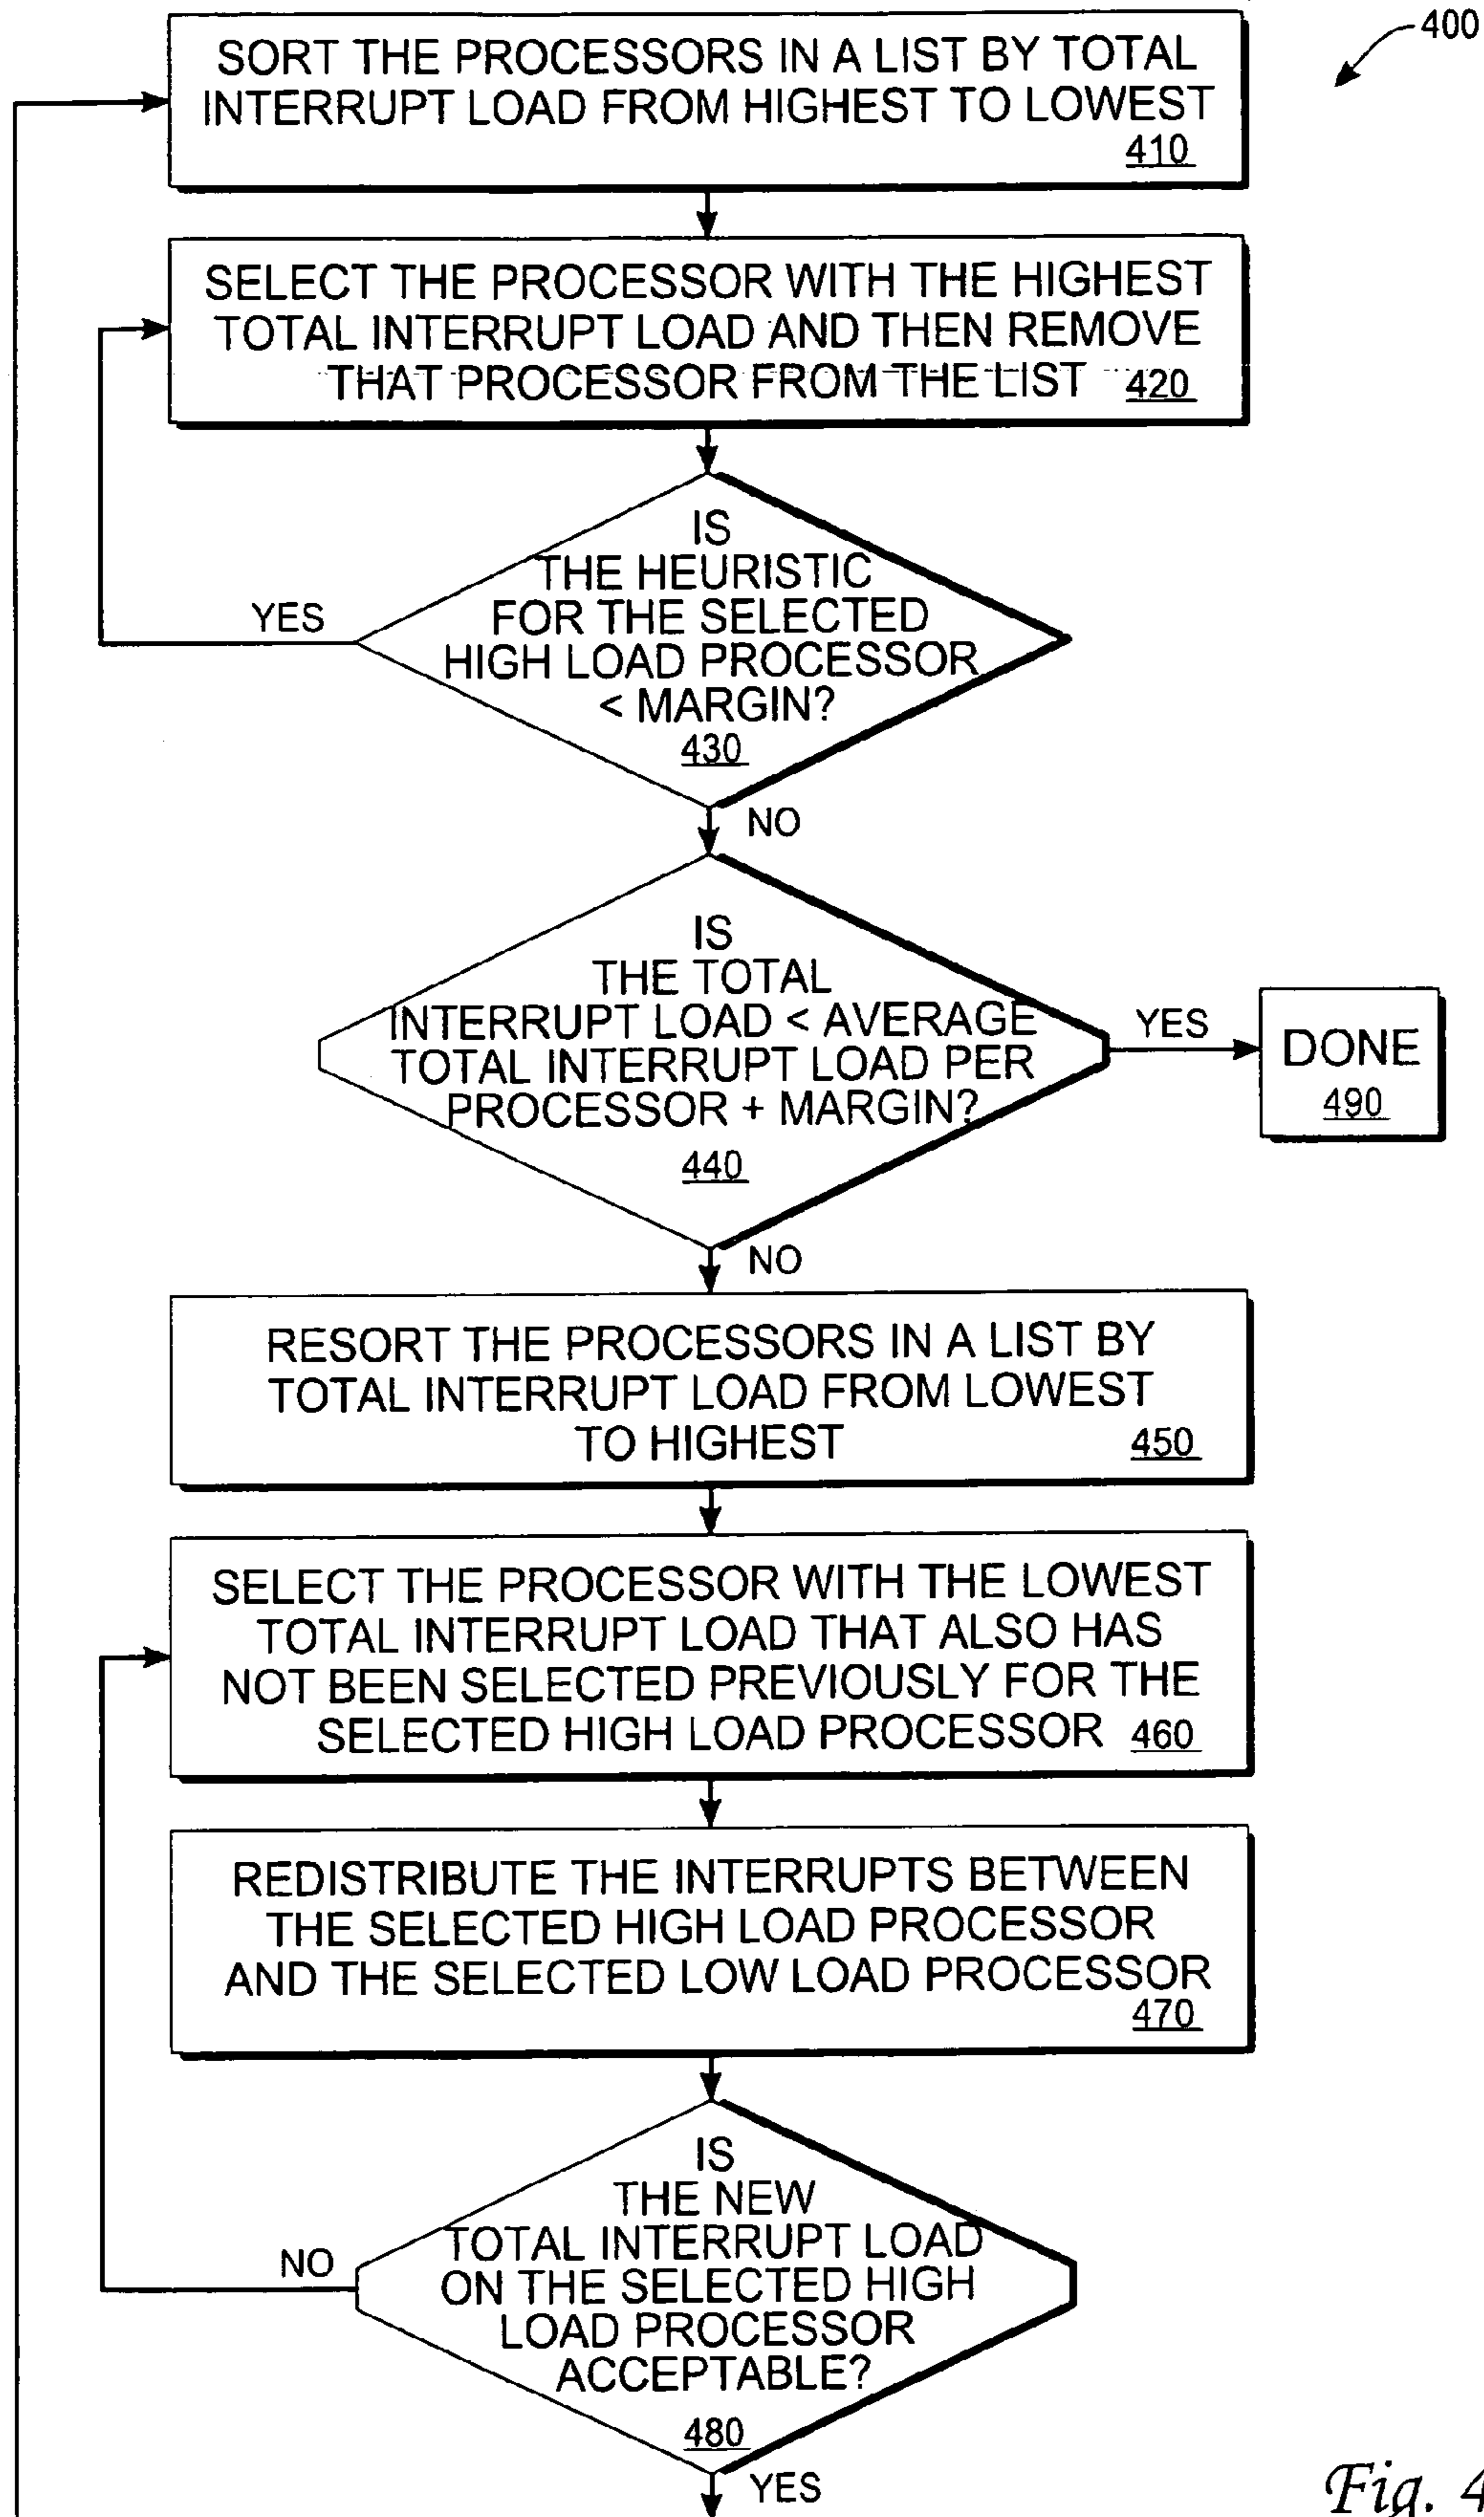 400
SORT THE PROCESSORS IN A LIST BY TOTAL
INTERRUPT LOAD FROM HIGHEST TO LOWEST
410
SELECT THE PROCESSOR WITH THE HIGHEST
TOTAL INTERRUPT LOAD AND THEN REMOVE
THAT PROCESSOR FROM THE LIST 420
IS
THE HEURISTIC
FOR THE SELECTED
HIGH LOAD PROCESSOR
< MARGIN?
430
YES
NO
IS
THE TOTAL
INTERRUPT LOAD < AVERAGE
TOTAL INTERRUPT LOAD PER
PROCESSOR + MARGIN?
440
YES
DONE
490
NO
RESORT THE PROCESSORS IN A LIST BY
TOTAL INTERRUPT LOAD FROM LOWEST
TO HIGHEST 450
SELECT THE PROCESSOR WITH THE LOWEST
TOTAL INTERRUPT LOAD THAT ALSO HAS
NOT BEEN SELECTED PREVIOUSLY FOR THE
SELECTED HIGH LOAD PROCESSOR 460
REDISTRIBUTE THE INTERRUPTS BETWEEN
THE SELECTED HIGH LOAD PROCESSOR
AND THE SELECTED LOW LOAD PROCESSOR
470
IS
THE NEW
TOTAL INTERRUPT LOAD
ON THE SELECTED HIGH
LOAD PROCESSOR
ACCEPTABLE?
480
NO
YES
Fig. 4